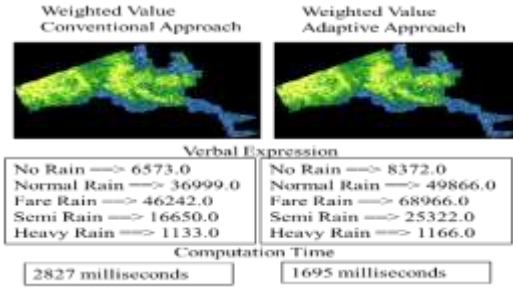 Weighted Value
Conventional Approach
Weighted Value
Adaptive Approach
Verbal Expression
No Rain ==> 6573.0
Normal Rain ==> 36999.0
Fare Rain ==> 46242.0
Semi Rain ==> 16650.0
Heavy Rain ==> 1133.0
No Rain ==> 8372.0
Normal Rain ==> 49866.0
Fare Rain ==> 68966.0
Semi Rain ==> 25322.0
Heavy Rain ==> 1166.0
Computation Time
2827 milliseconds
1695 milliseconds